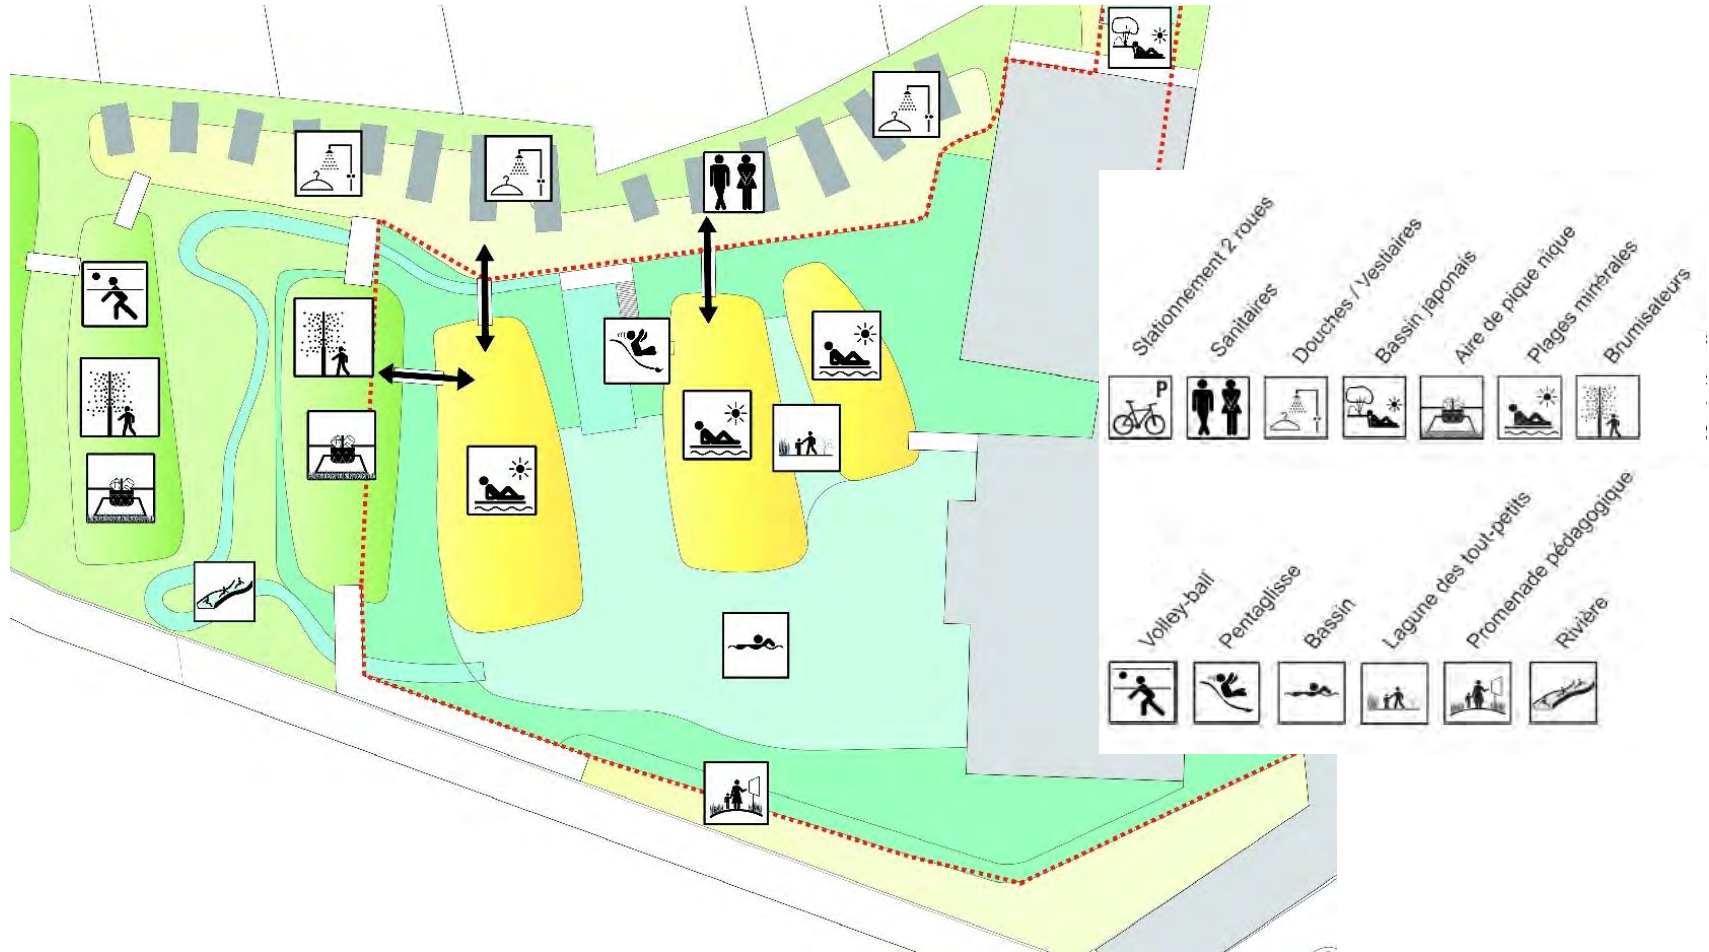 Stationnement 2 roues
Sanitaires
Douches / Vestiaires
Bassin japonais
Aire de pique nique
Plages minérales
Brumisateurs
P
Volley-ball
Pentaglisse
Bassin
Lagune des tout-petits
Promenade pédagogique
Rivière